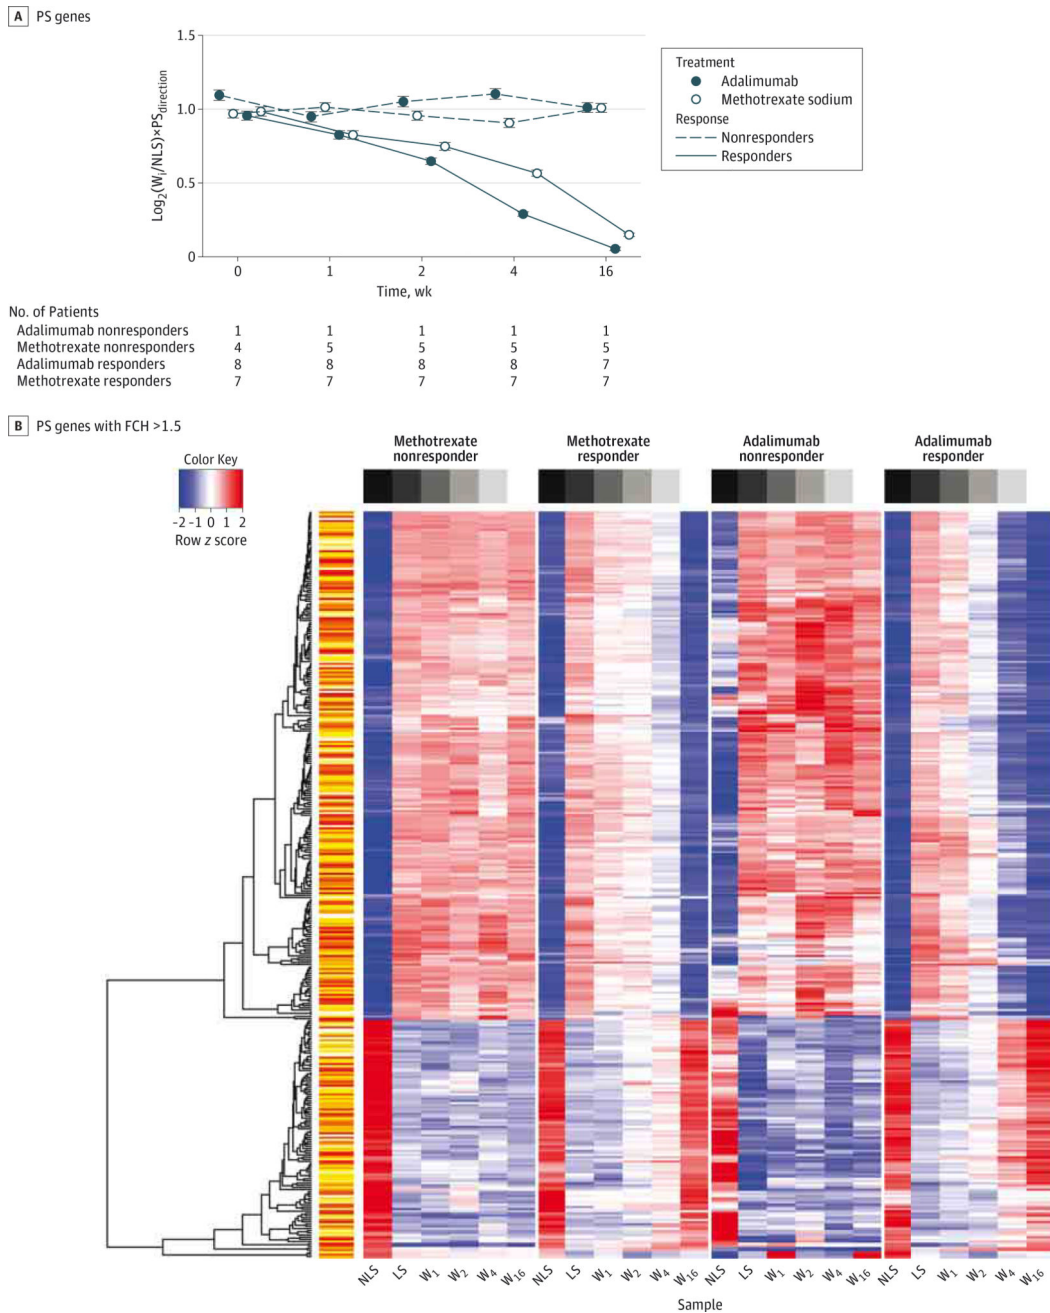 A PS genes
1.5
1.0
0.5
0
Log2(Wi/NLS)×PSdirection
0 1 2 4 16
Time, wk
Treatment
Adalimumab
Methotrexate sodium
Response
Nonresponders
Responders
No. of Patients
Adalimumab nonresponders 1 1 1 1 1
Methotrexate nonresponders 4 5 5 5 5
Adalimumab responders 8 8 8 8 7
Methotrexate responders 7 7 7 7 7
B PS genes with FCH >1.5
Color Key
-2 -1 0 1 2
Row z score
Methotrexate
nonresponder
Methotrexate
responder
Adalimumab
nonresponder
Adalimumab
responder
NLS LS W1 W2 W4 W16 NLS LS W1 W2 W4 W16 NLS LS W1 W2 W4 W16 NLS LS W1 W2 W4 W16
Sample